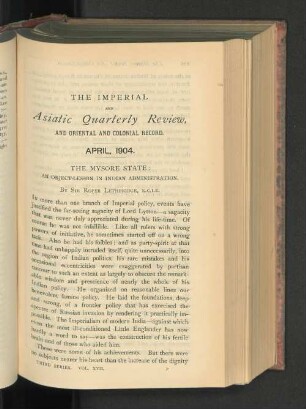 THE IMPERIAL
AND
Asiatic Quarterly Review,
AND ORIENTAL AND COLONIAL RECORD.
APRIL, 1904.
THE MYSORE STATE:
AN OBJECT-LESSON IN INDIAN ADMINISTRATION.
BY SIR ROPER LETHBRIDGE, K.C.I.E.
IN more than one branch of Imperial policy, events have
justified the far-seeing sagacity of Lord Lytton—a sagacity
that was never duly appreciated during his life-time. Of
course he was not infallible. Like all rulers with strong
powers of initiative, he sometimes started off on a wrong
track. Also he had his foibles; and as party-spirit at that
time had unhappily intruded itself, quite unnecessarily, into
the region of Indian politics his rare mistakes and his
occasional eccentricities were exaggerated by partisan
rancour to such an extent as largely to obscure the remark-
able wisdom and prescience of nearly the whole of his
Indian policy. He organized on reasonable lines our
benevolent famine policy. He laid the foundations, deep
and strong, of a frontier policy that has exorcised the
spectres of Russian invasion by rendering it practically im-
possible. The Imperialism of modern India—against which
even the most ill-conditioned Little Englander has now
hardly a word to say—was the construction of his fertile
brain and of those who aided him.
These were some of his achievements. But there were
no subjects nearer his heart than the increase of the dignity
THIRD SERIES. VOL. XVII.